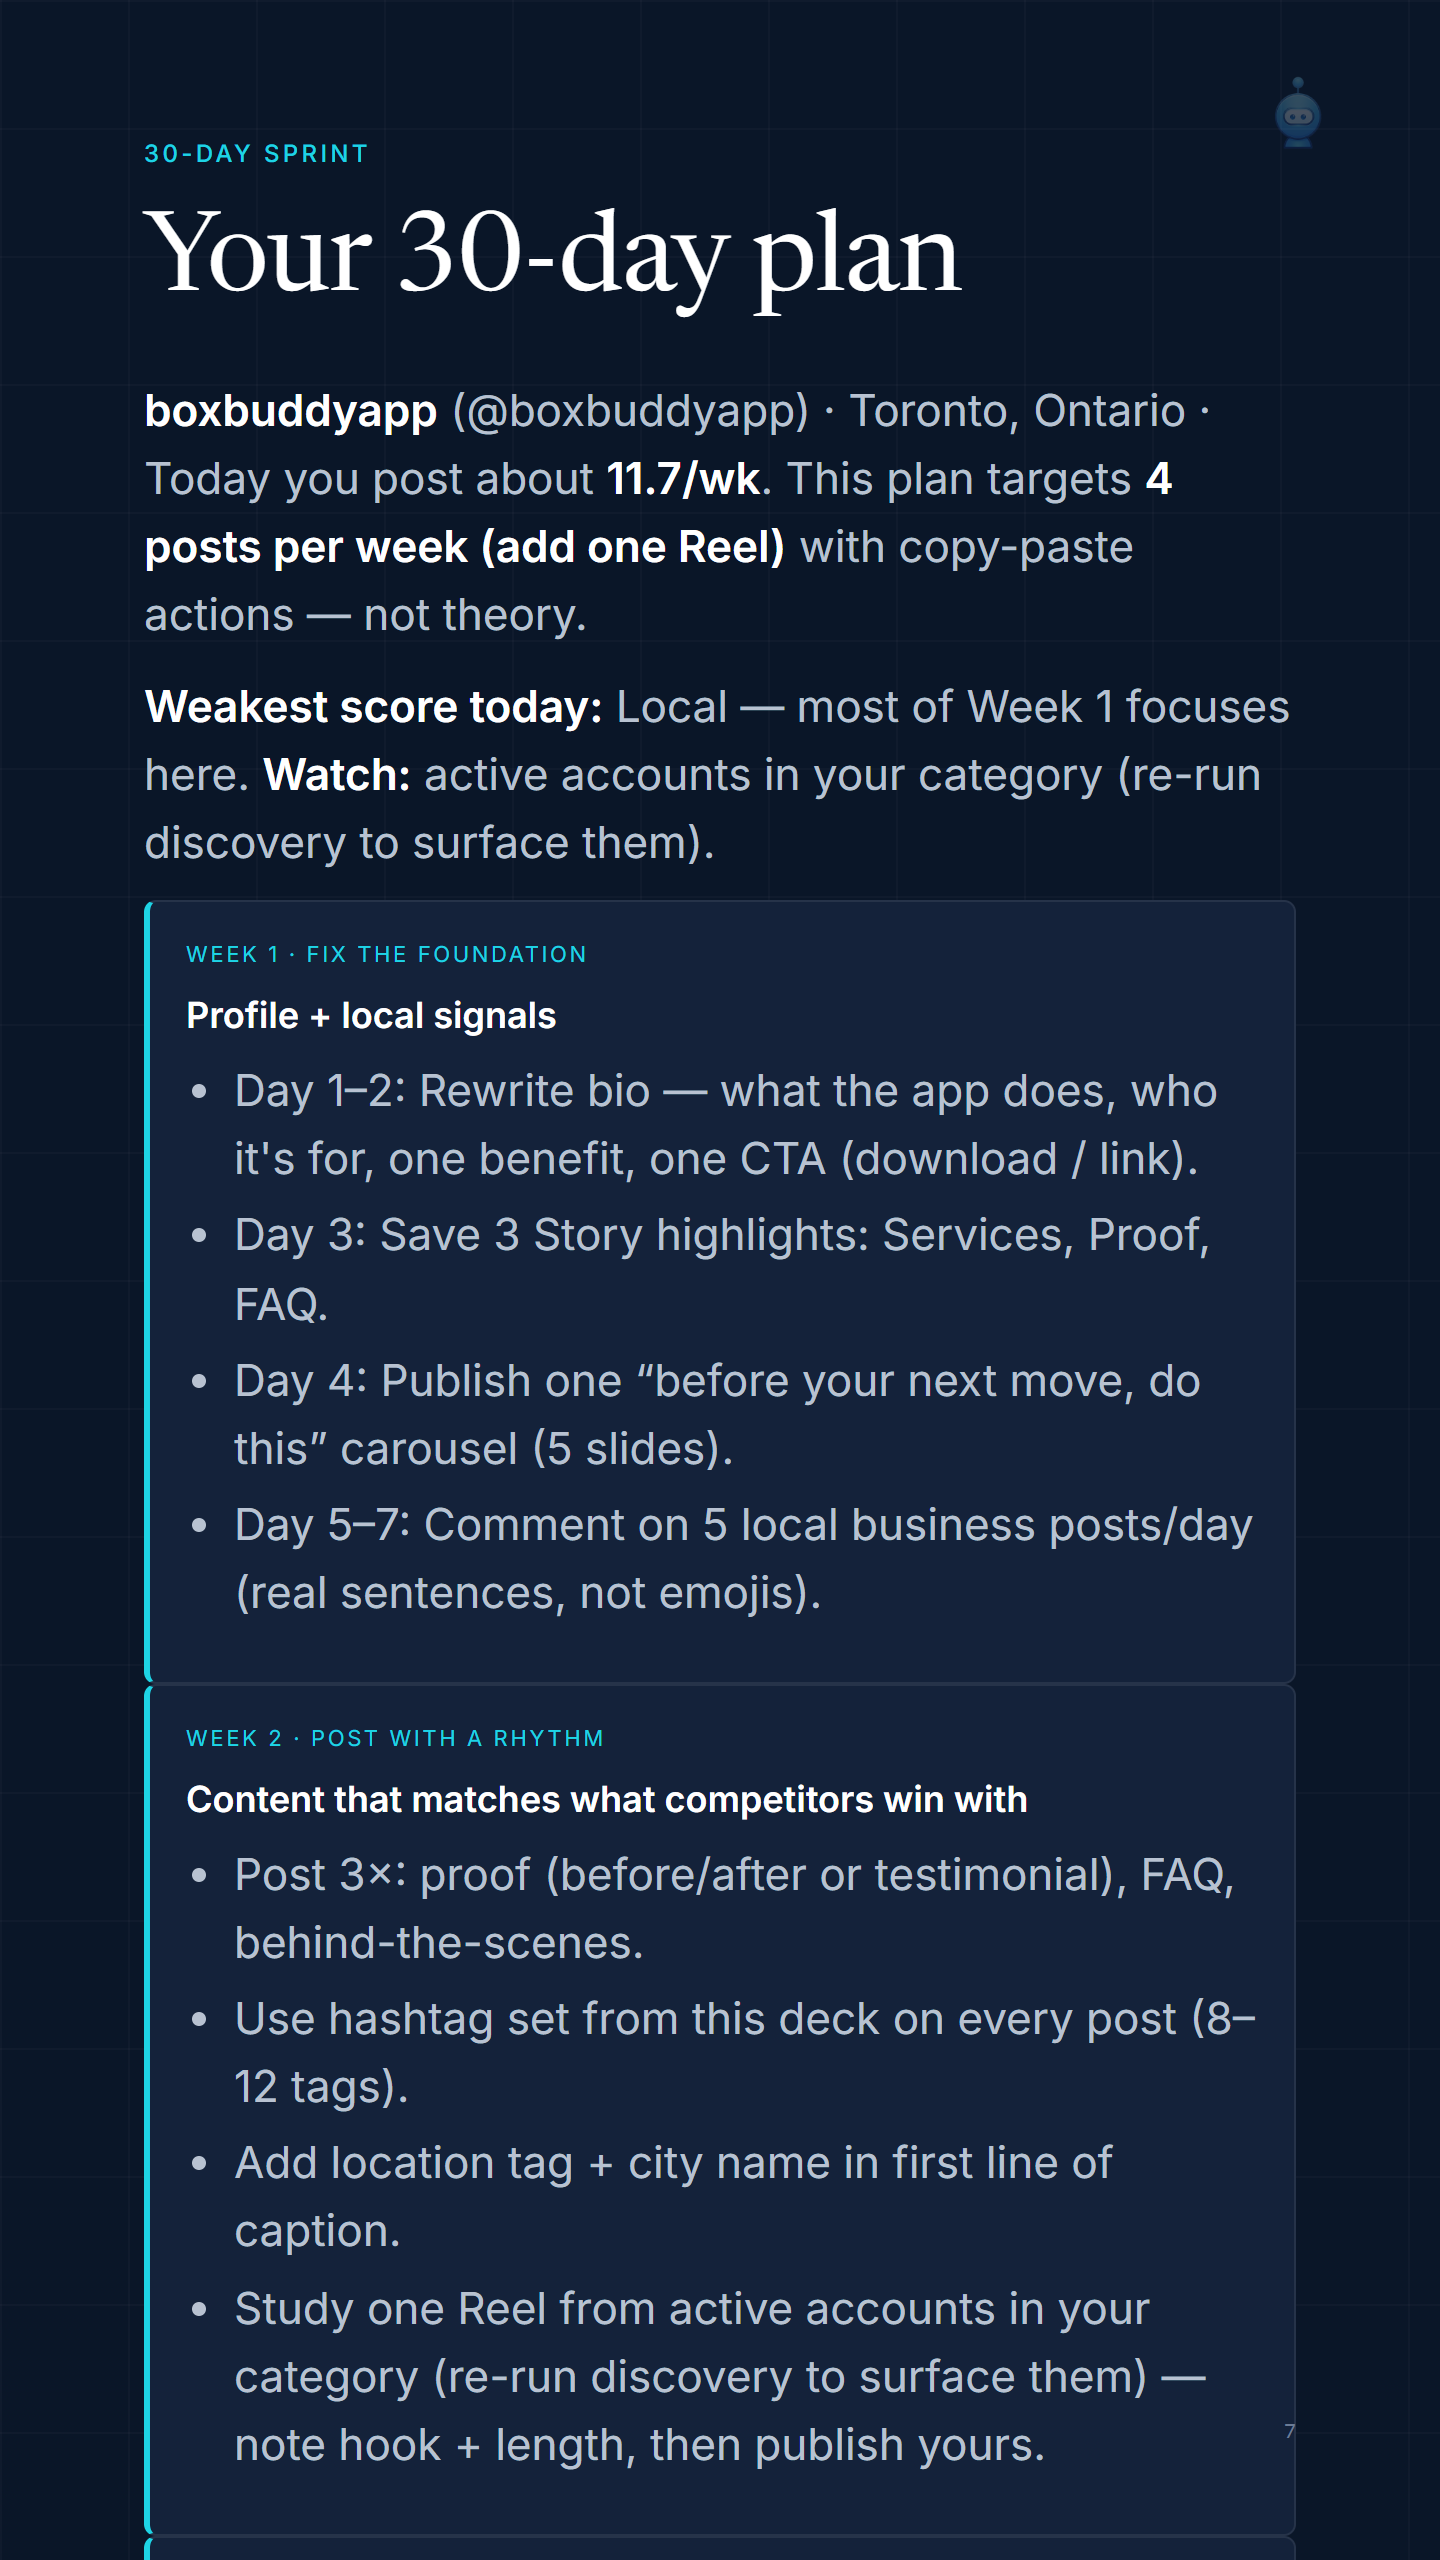 30-DAY SPRINT
Your 30-day plan
boxbuddyapp (@boxbuddyapp) · Toronto, Ontario ·
Today you post about 11.7/wk. This plan targets 4
posts per week (add one Reel) with copy-paste
actions — not theory.
Weakest score today: Local — most of Week 1 focuses
here. Watch: active accounts in your category (re-run
discovery to surface them).
WEEK 1 · FIX THE FOUNDATION
Profile + local signals
• Day 1–2: Rewrite bio — what the app does, who
it's for, one benefit, one CTA (download / link).
• Day 3: Save 3 Story highlights: Services, Proof,
FAQ.
• Day 4: Publish one “before your next move, do
this” carousel (5 slides).
• Day 5–7: Comment on 5 local business posts/day
(real sentences, not emojis).
WEEK 2 · POST WITH A RHYTHM
Content that matches what competitors win with
• Post 3×: proof (before/after or testimonial), FAQ,
behind-the-scenes.
• Use hashtag set from this deck on every post (8–
12 tags).
• Add location tag + city name in first line of
caption.
• Study one Reel from active accounts in your
category (re-run discovery to surface them) —
note hook + length, then publish yours.
7